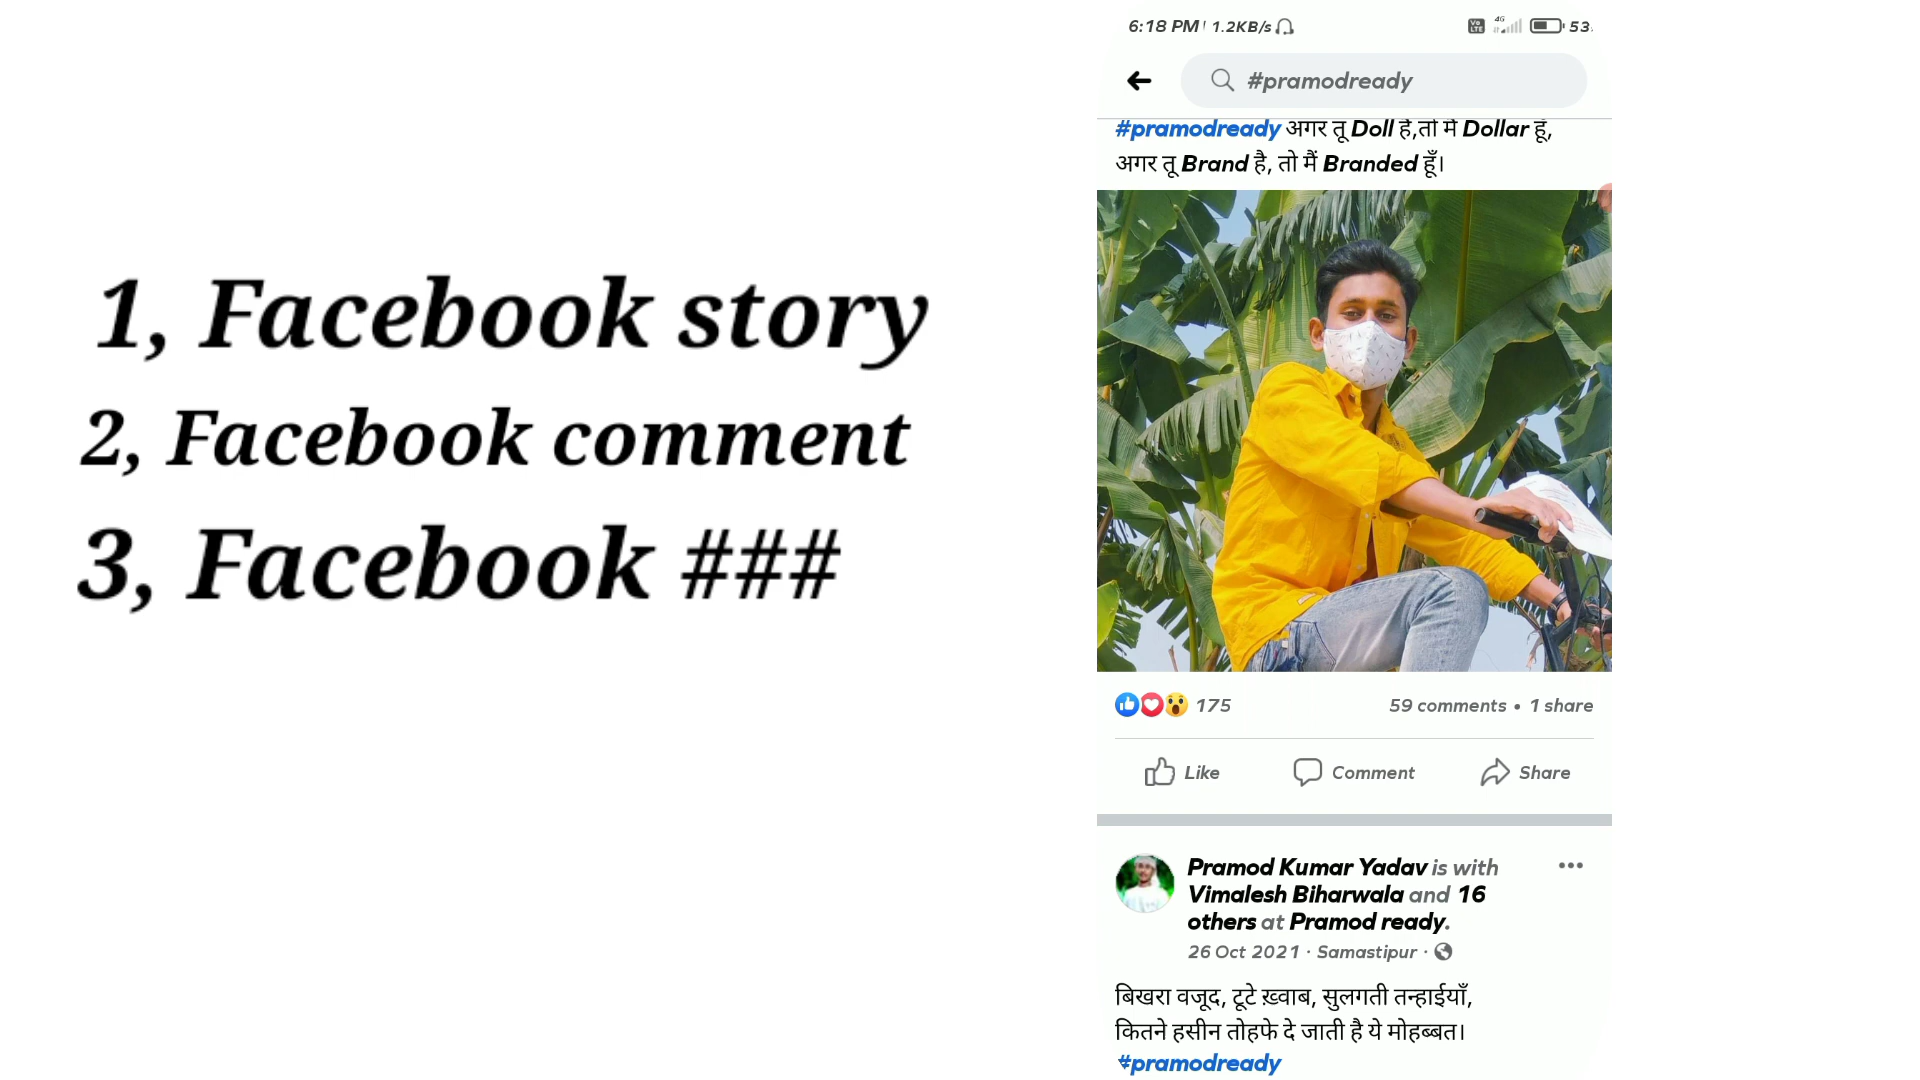 1, Facebook story
2, Facebook comment
3, Facebook ###
6:18 PM 1.2KB/s
Vo LTE 4G 53
#pramodready
#pramodready अगर तू Doll है,तो मैं Dollar हूं,
अगर तू Brand है, तो मैं Branded हूँ।
175
59 comments • 1 share
Like Comment Share
Pramod Kumar Yadav is with
Vimalesh Biharwala and 16
others at Pramod ready.
26 Oct 2021 · Samastipur ·
बिखरा वजूद, टूटे ख़्वाब, सुलगती तन्हाईयाँ,
कितने हसीन तोहफे दे जाती है ये मोहब्बत।
#pramodready